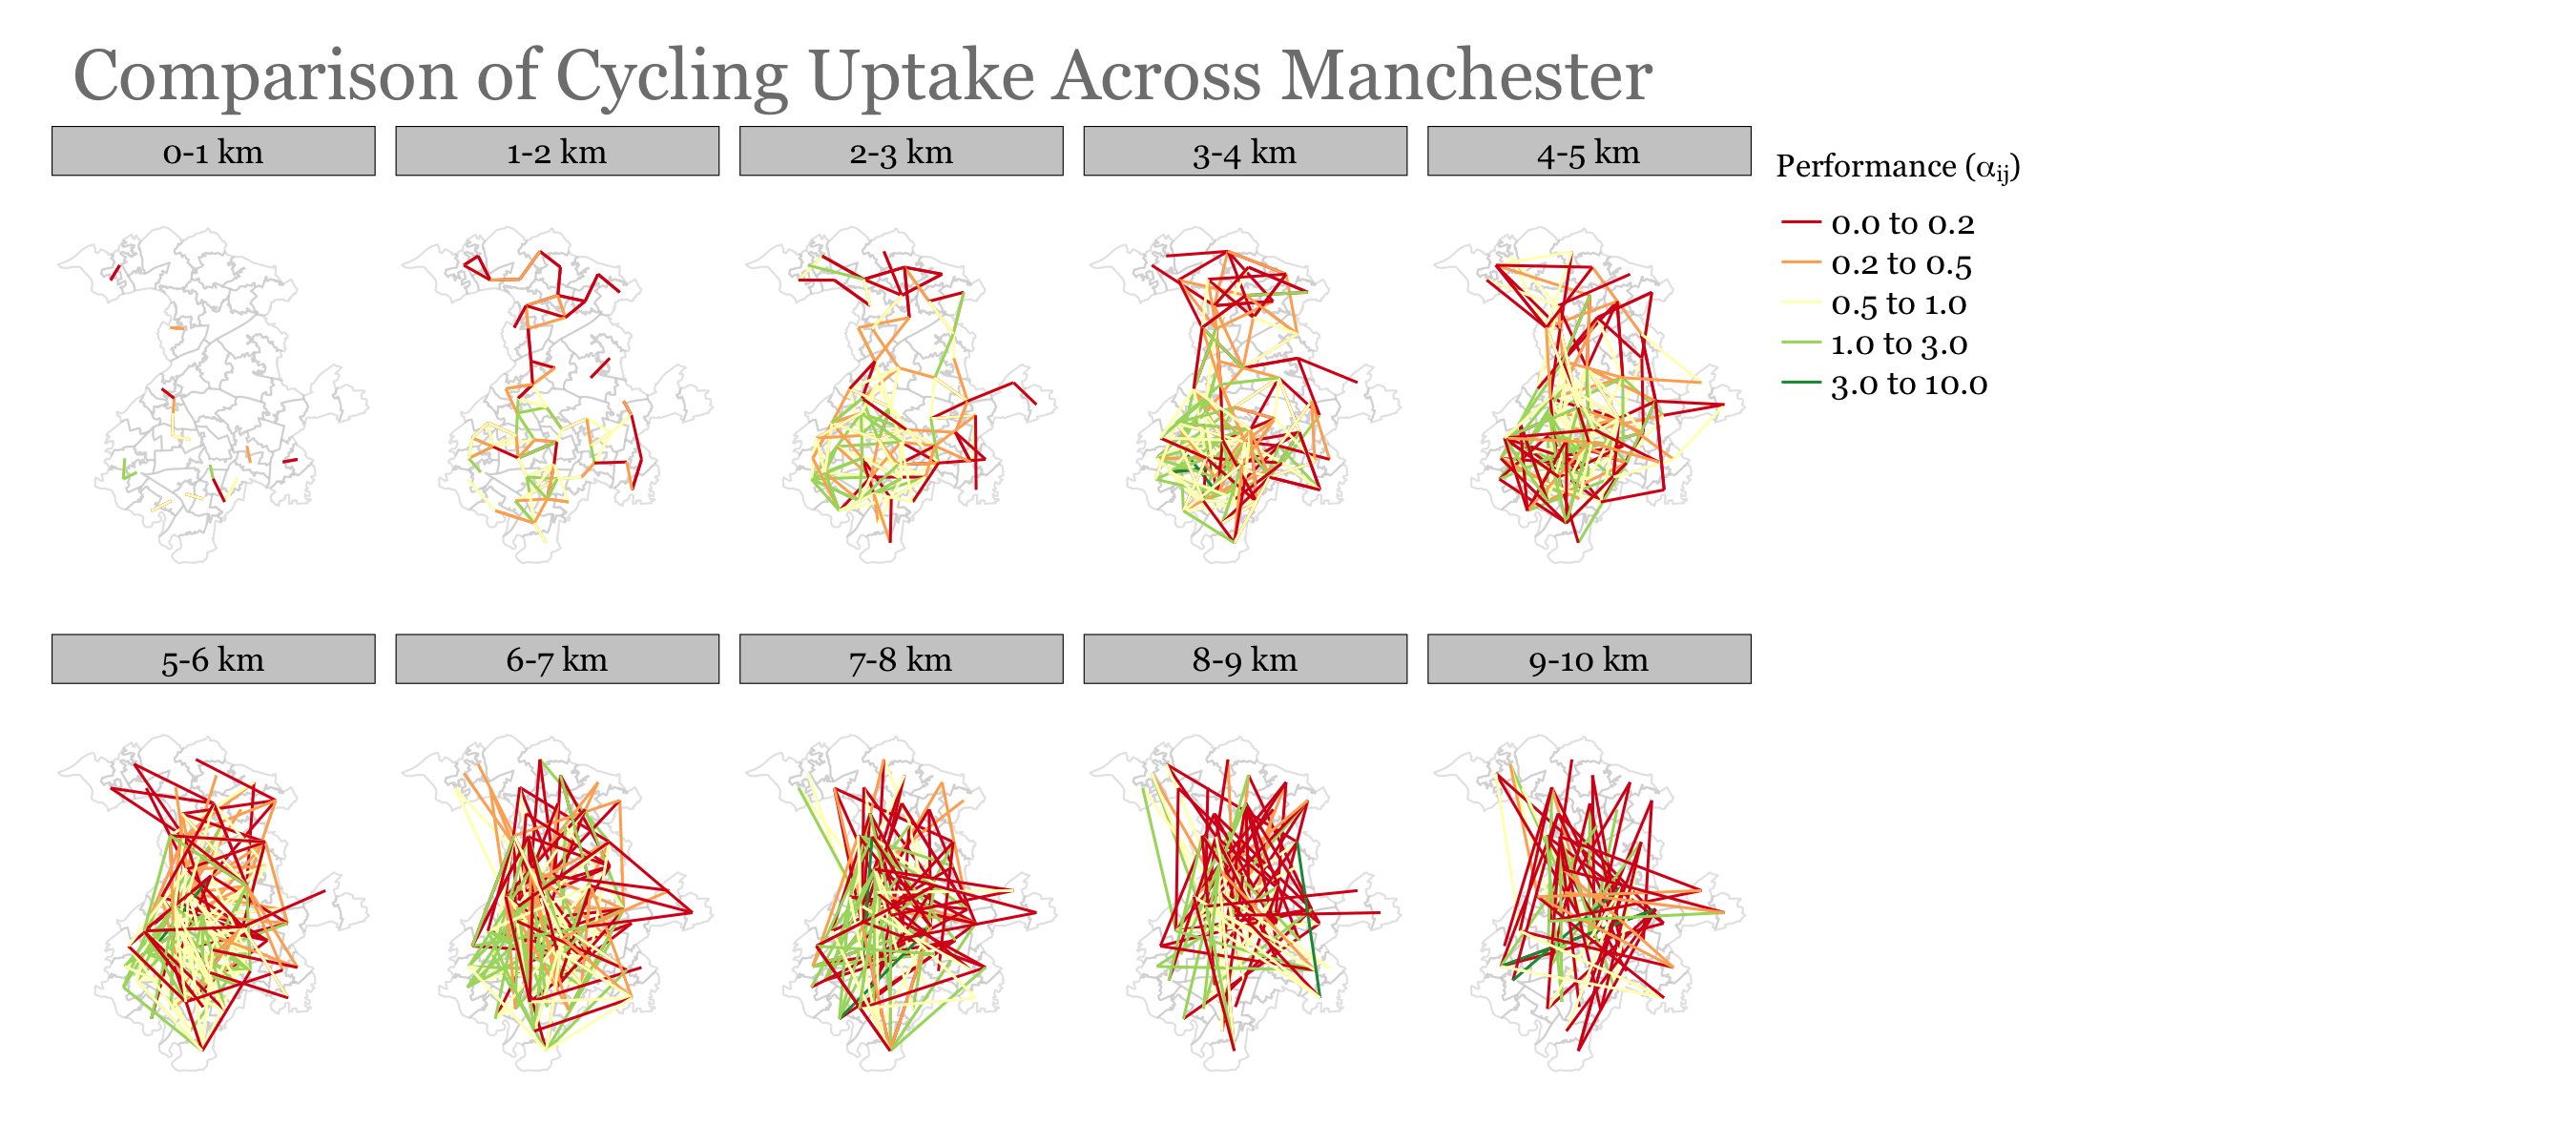 Comparison of Cycling Uptake Across Manchester
0-1 km
1-2 km
2-3 km
3-4 km
4-5 km
Performance (αij)
0.0 to 0.2
0.2 to 0.5
0.5 to 1.0
1.0 to 3.0
3.0 to 10.0
5-6 km
6-7 km
7-8 km
8-9 km
9-10 km